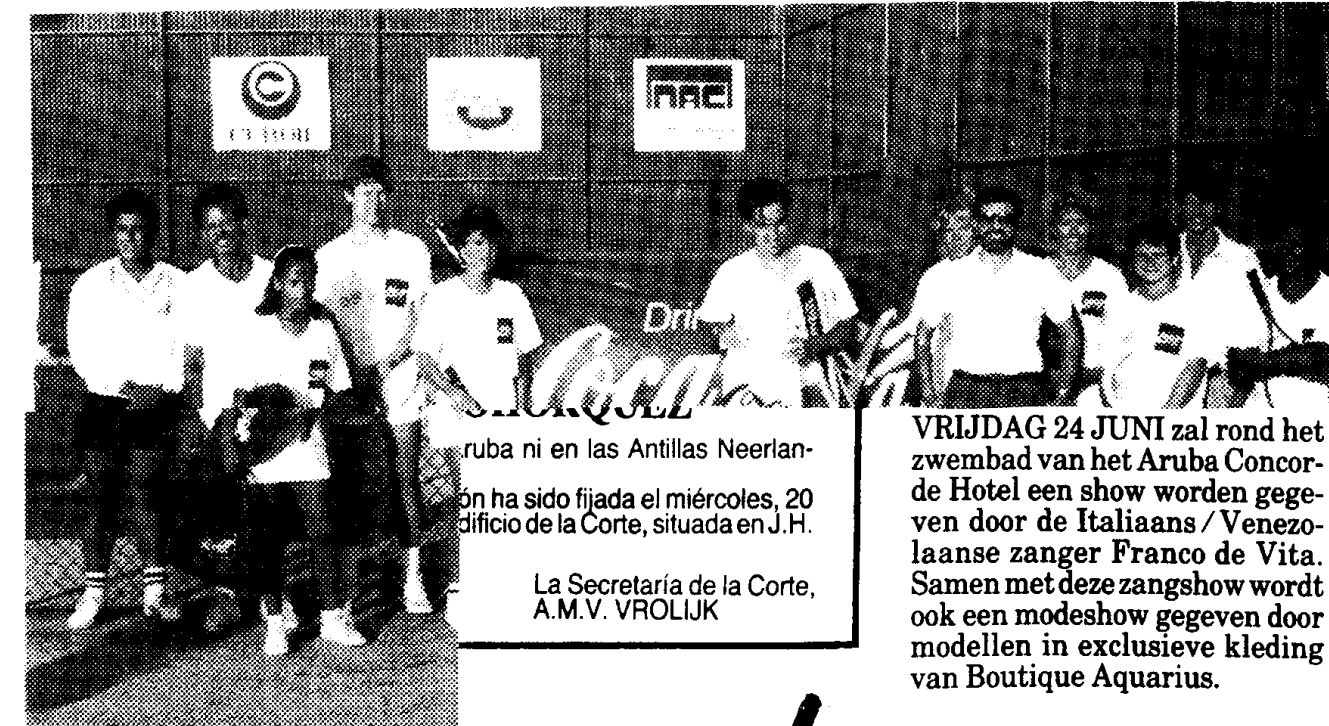 Drin
Coca
ruba ni en las Antillas Neerlan-
ón ha sido fijada el miércoles, 20
dificio de la Corte, situada en J.H.
La Secretaría de la Corte,
A.M.V. VROLIJK
VRIJDAG 24 JUNI zal rond het
zwembad van het Aruba Concor-
de Hotel een show worden gege-
ven door de Italiaans/Venezo-
laanse zanger Franco de Vita.
Samen met deze zangshow wordt
ook een modeshow gegeven door
modellen in exclusieve kleding
van Boutique Aquarius.